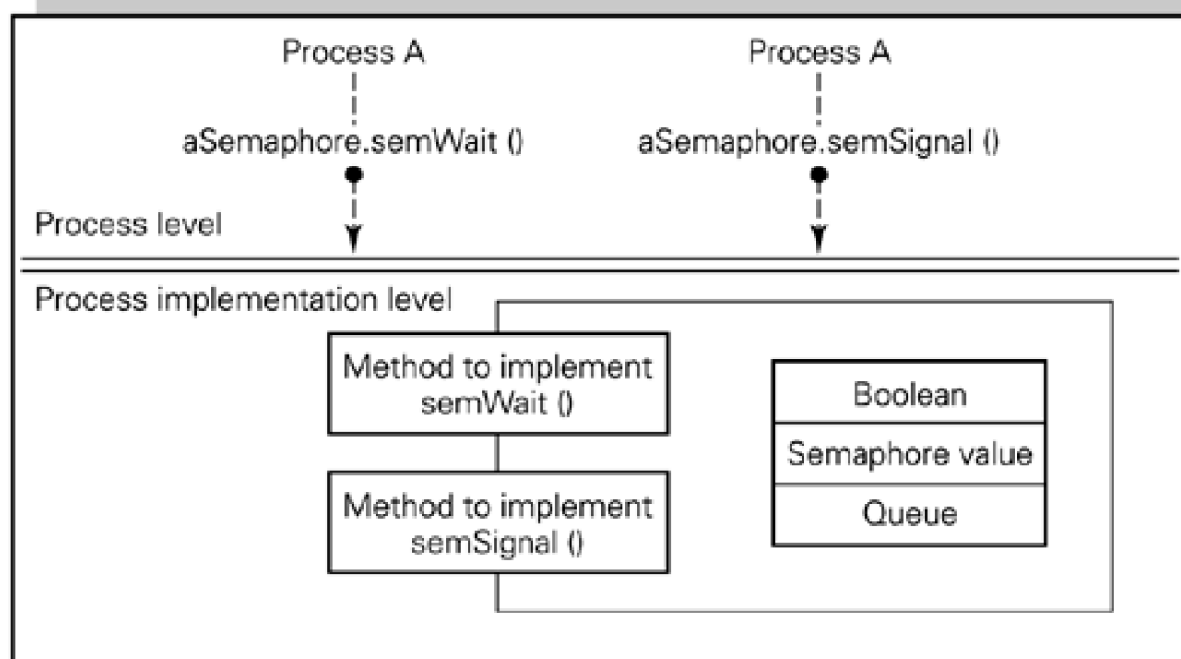 Process A
Process A
aSemaphore.semWait ()
aSemaphore.semSignal ()
Process level
Process implementation level
Method to implement
semWait ()
Method to implement
semSignal ()
Boolean
Semaphore value
Queue